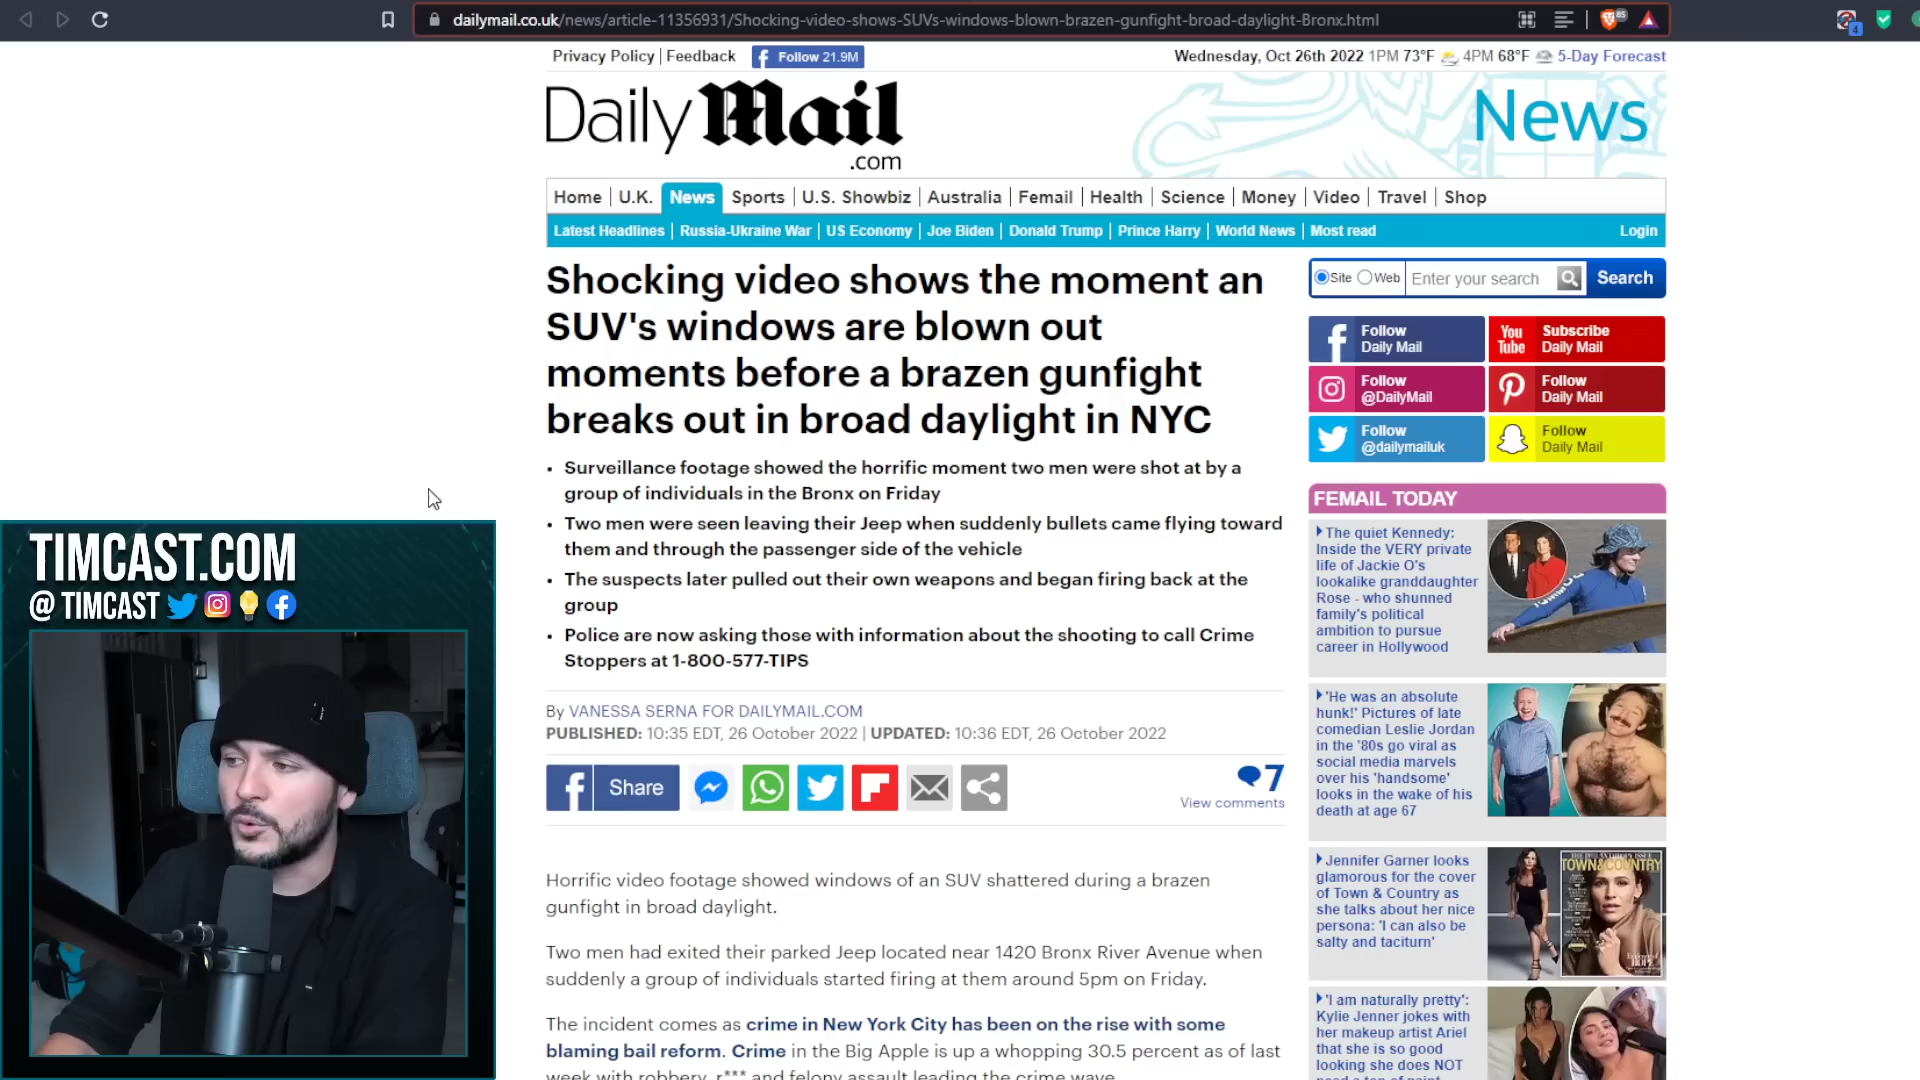 dailymail.co.uk/news/article-11356931/Shocking-video-shows-SUVs-windows-blown-brazen-gunfight-broad-daylight-Bronx.html
85
4
Privacy Policy | Feedback
Follow 21.9M
Wednesday, Oct 26th 2022 1PM 73°F 4PM 68°F 5-Day Forecast
Daily Mail
.com
News
Home | U.K. News Sports | U.S. Showbiz | Australia | Femail | Health | Science | Money | Video | Travel | Shop
Latest Headlines | Russia-Ukraine War | US Economy | Joe Biden | Donald Trump | Prince Harry | World News | Most read
Login
Shocking video shows the moment an
SUV's windows are blown out
moments before a brazen gunfight
breaks out in broad daylight in NYC
• Surveillance footage showed the horrific moment two men were shot at by a
group of individuals in the Bronx on Friday
• Two men were seen leaving their Jeep when suddenly bullets came flying toward
them and through the passenger side of the vehicle
• The suspects later pulled out their own weapons and began firing back at the
group
• Police are now asking those with information about the shooting to call Crime
Stoppers at 1-800-577-TIPS
By VANESSA SERNA FOR DAILYMAIL.COM
PUBLISHED: 10:35 EDT, 26 October 2022 | UPDATED: 10:36 EDT, 26 October 2022
Share
7
View comments
Horrific video footage showed windows of an SUV shattered during a brazen
gunfight in broad daylight.
Two men had exited their parked Jeep located near 1420 Bronx River Avenue when
suddenly a group of individuals started firing at them around 5pm on Friday.
The incident comes as crime in New York City has been on the rise with some
blaming bail reform. Crime in the Big Apple is up a whopping 30.5 percent as of last
week with robbery, r*** and felony assault leading the crime wave.
Site Web Enter your search Search
Follow
Daily Mail
You
Tube
Subscribe
Daily Mail
Follow
@DailyMail
Follow
Daily Mail
Follow
@dailymailuk
Follow
Daily Mail
FEMAIL TODAY
The quiet Kennedy:
Inside the VERY private
life of Jackie O's
lookalike granddaughter
Rose - who shunned
family's political
ambition to pursue
career in Hollywood
'He was an absolute
hunk!' Pictures of late
comedian Leslie Jordan
in the '80s go viral as
social media marvels
over his 'handsome'
looks in the wake of his
death at age 67
Jennifer Garner looks
glamorous for the cover
of Town & Country as
she talks about her nice
persona: 'I can also be
salty and taciturn'
TOWN&COUNTRY
'I am naturally pretty':
Kylie Jenner jokes with
her makeup artist Ariel
that she is so good
looking she does NOT
TIMCAST.COM
@ TIMCAST